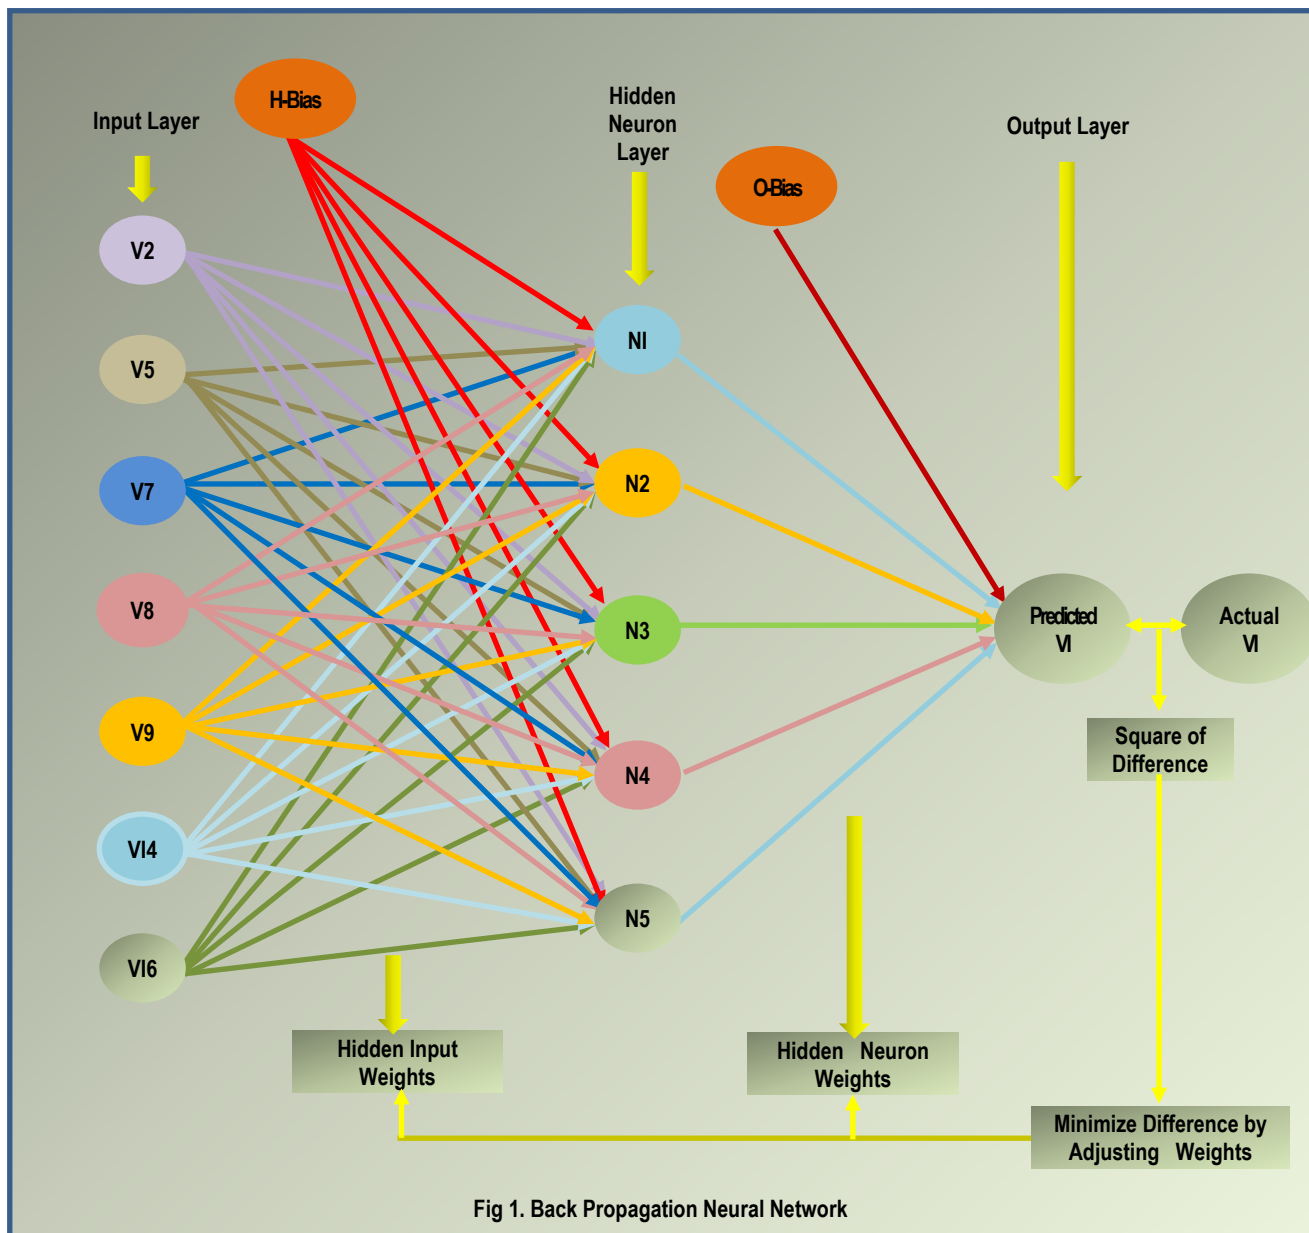 H-Bias
Input Layer
Hidden
Neuron
Layer
Output Layer
O-Bias
V2
V5
V7
V8
V9
VI4
VI6
NI
N2
N3
N4
N5
Predicted
VI
Actual
VI
Square of
Difference
Hidden Input
Weights
Hidden Neuron
Weights
Minimize Difference by
Adjusting Weights
Fig 1. Back Propagation Neural Network